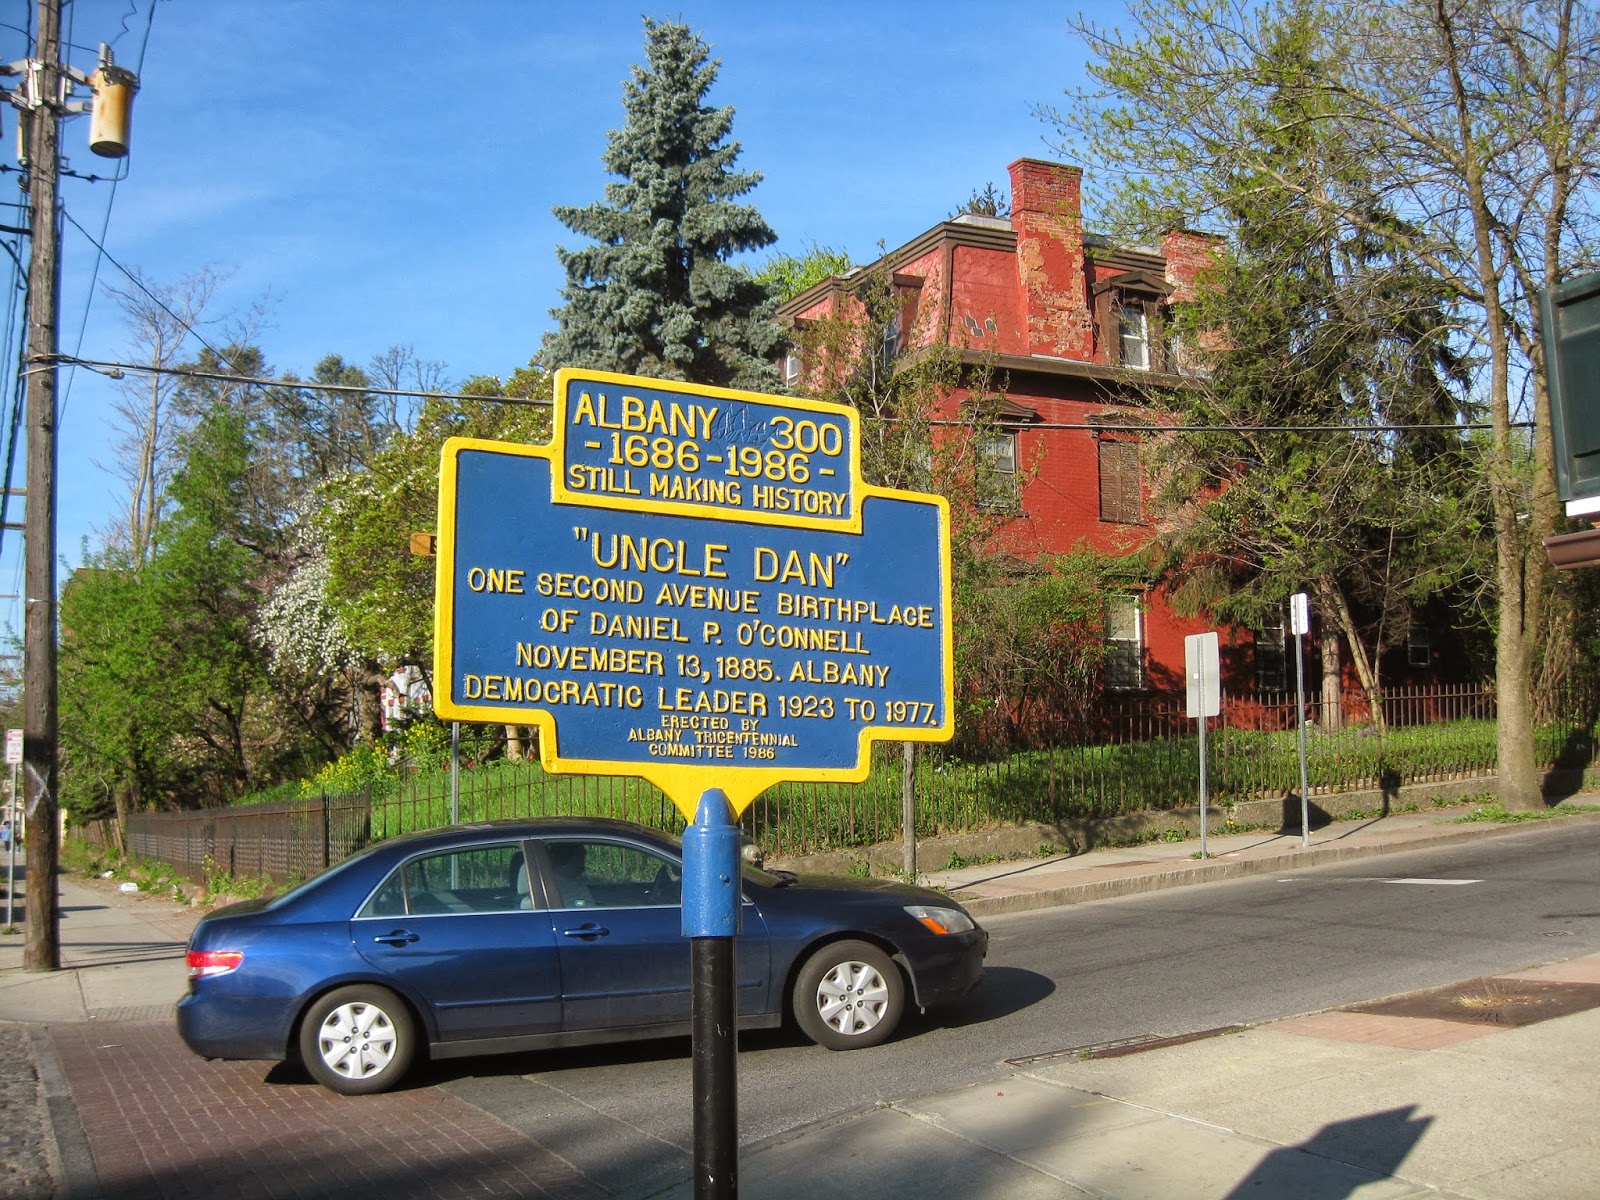 ALBANY 300
- 1686 - 1986 -
STILL MAKING HISTORY
"UNCLE DAN"
ONE SECOND AVENUE BIRTHPLACE
OF DANIEL P. O'CONNELL
NOVEMBER 13, 1885. ALBANY
DEMOCRATIC LEADER 1923 TO 1977.
ERECTED BY
ALBANY TRICENTENNIAL
COMMITTEE 1986